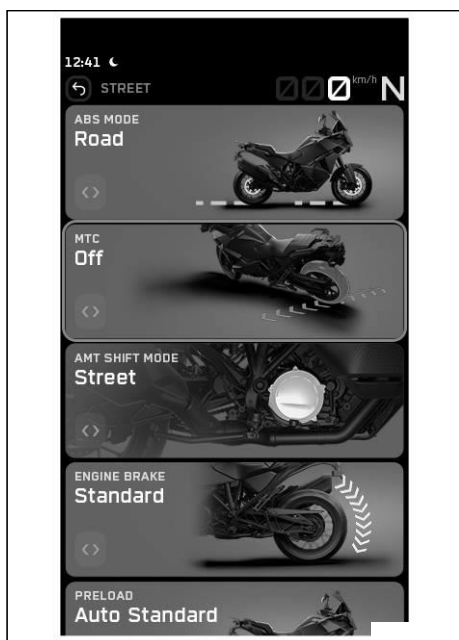 12:41
STREET
000 km/h N
ABS MODE
Road
MTC
Off
AMT SHIFT MODE
Street
ENGINE BRAKE
Standard
PRELOAD
Auto Standard